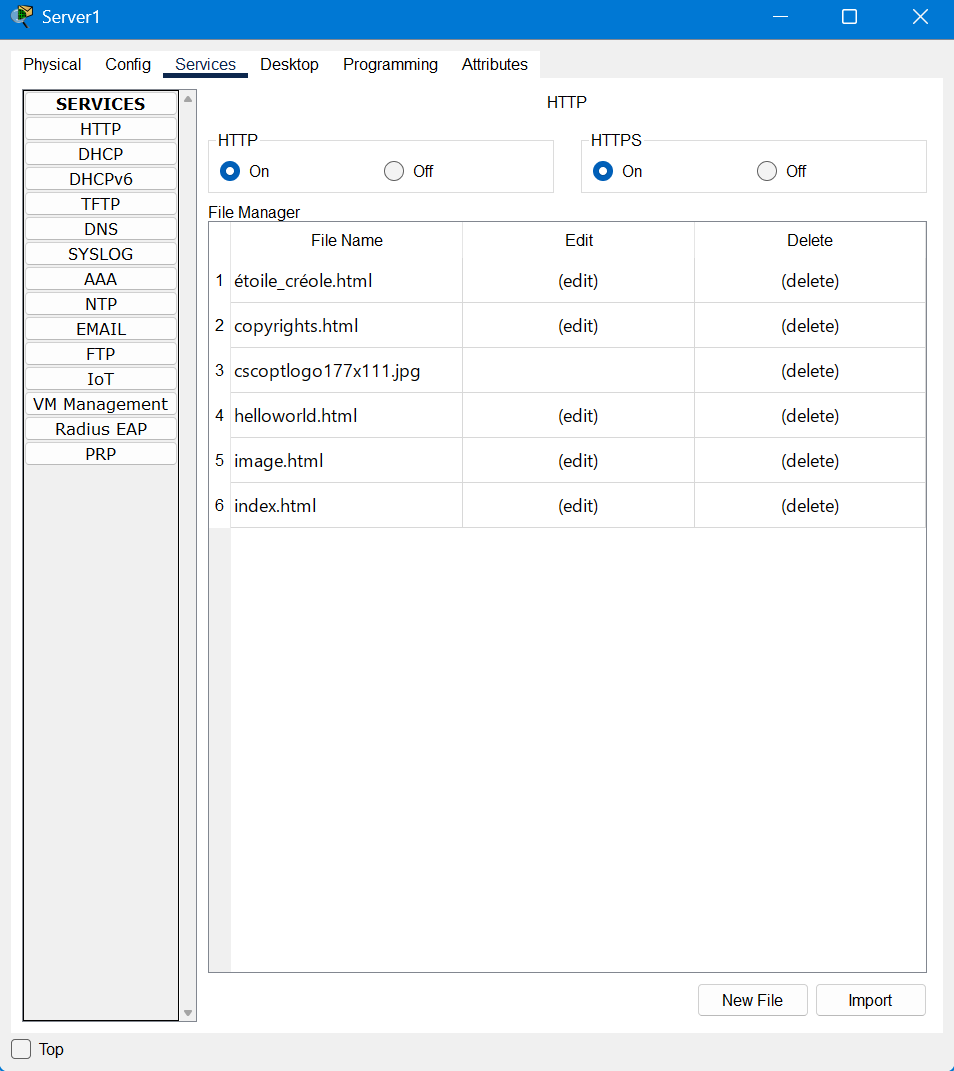 Server1
Physical Config Services Desktop Programming Attributes
SERVICES
HTTP
DHCP
DHCPv6
TFTP
DNS
SYSLOG
AAA
NTP
EMAIL
FTP
IoT
VM Management
Radius EAP
PRP
HTTP
HTTP
On Off
HTTPS
On Off
File Manager
File Name Edit Delete
1 étoile_créole.html (edit) (delete)
2 copyrights.html (edit) (delete)
3 cscoptlogo177x111.jpg (delete)
4 helloworld.html (edit) (delete)
5 image.html (edit) (delete)
6 index.html (edit) (delete)
New File Import
Top